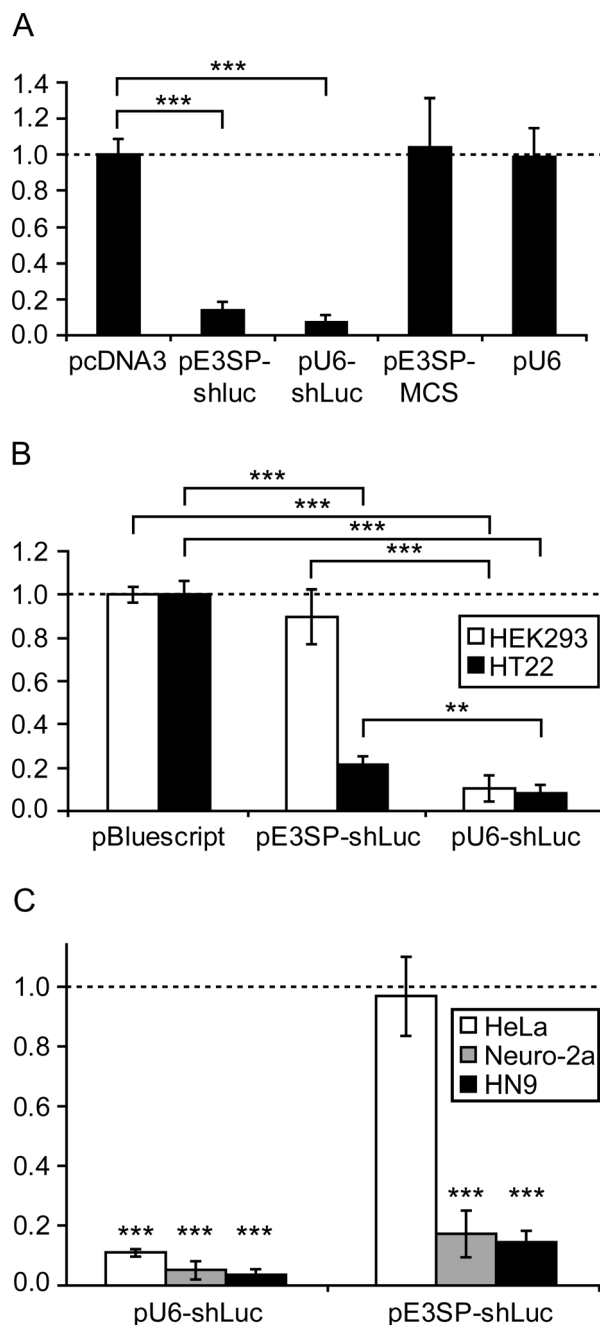 A
***
***
1.4
1.2
1.0
0.8
0.6
0.4
0.2
0.0
pcDNA3 pE3SP- pU6- pE3SP- pU6
shluc shLuc MCS
B
***
***
***
***
1.2
1.0
0.8
0.6
0.4
0.2
0.0
HEK293
HT22
**
pBluescript pE3SP-shLuc pU6-shLuc
C
1.0
0.8
0.6
0.4
0.2
0.0
HeLa
Neuro-2a
HN9
*** *** *** *** ***
pU6-shLuc pE3SP-shLuc